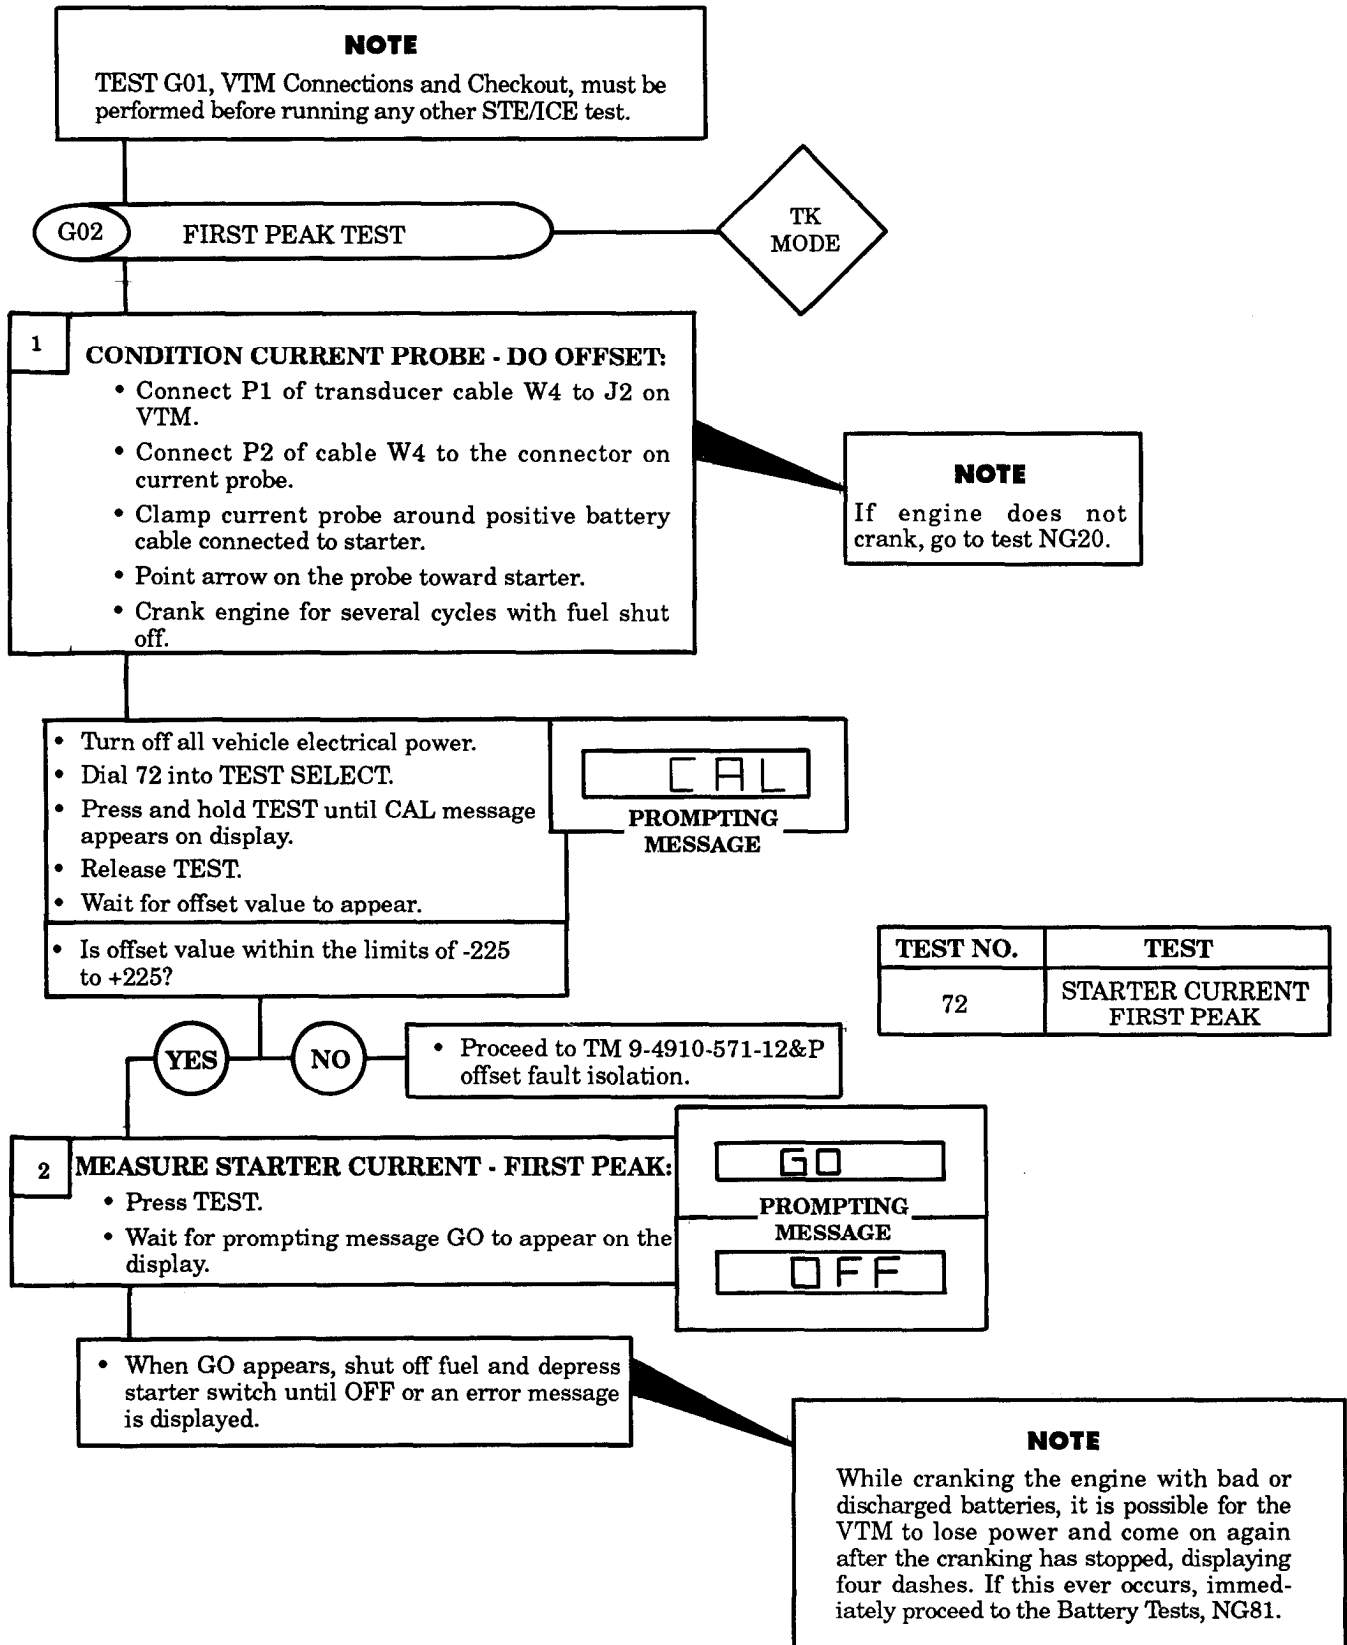 NOTE
TEST G01, VTM Connections and Checkout, must be
performed before running any other STE/ICE test.
G02
FIRST PEAK TEST
TK
MODE
1
CONDITION CURRENT PROBE - DO OFFSET:
• Connect P1 of transducer cable W4 to J2 on
VTM.
• Connect P2 of cable W4 to the connector on
current probe.
• Clamp current probe around positive battery
cable connected to starter.
• Point arrow on the probe toward starter.
• Crank engine for several cycles with fuel shut
off.
NOTE
If engine does not
crank, go to test NG20.
• Turn off all vehicle electrical power.
• Dial 72 into TEST SELECT.
• Press and hold TEST until CAL message
appears on display.
• Release TEST.
• Wait for offset value to appear.
CAL
PROMPTING
MESSAGE
• Is offset value within the limits of -225
to +225?
TEST NO. TEST
72 STARTER CURRENT
FIRST PEAK
YES
NO
• Proceed to TM 9-4910-571-12&P
offset fault isolation.
2
MEASURE STARTER CURRENT - FIRST PEAK:
• Press TEST.
• Wait for prompting message GO to appear on the
display.
GO
PROMPTING
MESSAGE
OFF
• When GO appears, shut off fuel and depress
starter switch until OFF or an error message
is displayed.
NOTE
While cranking the engine with bad or
discharged batteries, it is possible for the
VTM to lose power and come on again
after the cranking has stopped, displaying
four dashes. If this ever occurs, immed-
iately proceed to the Battery Tests, NG81.